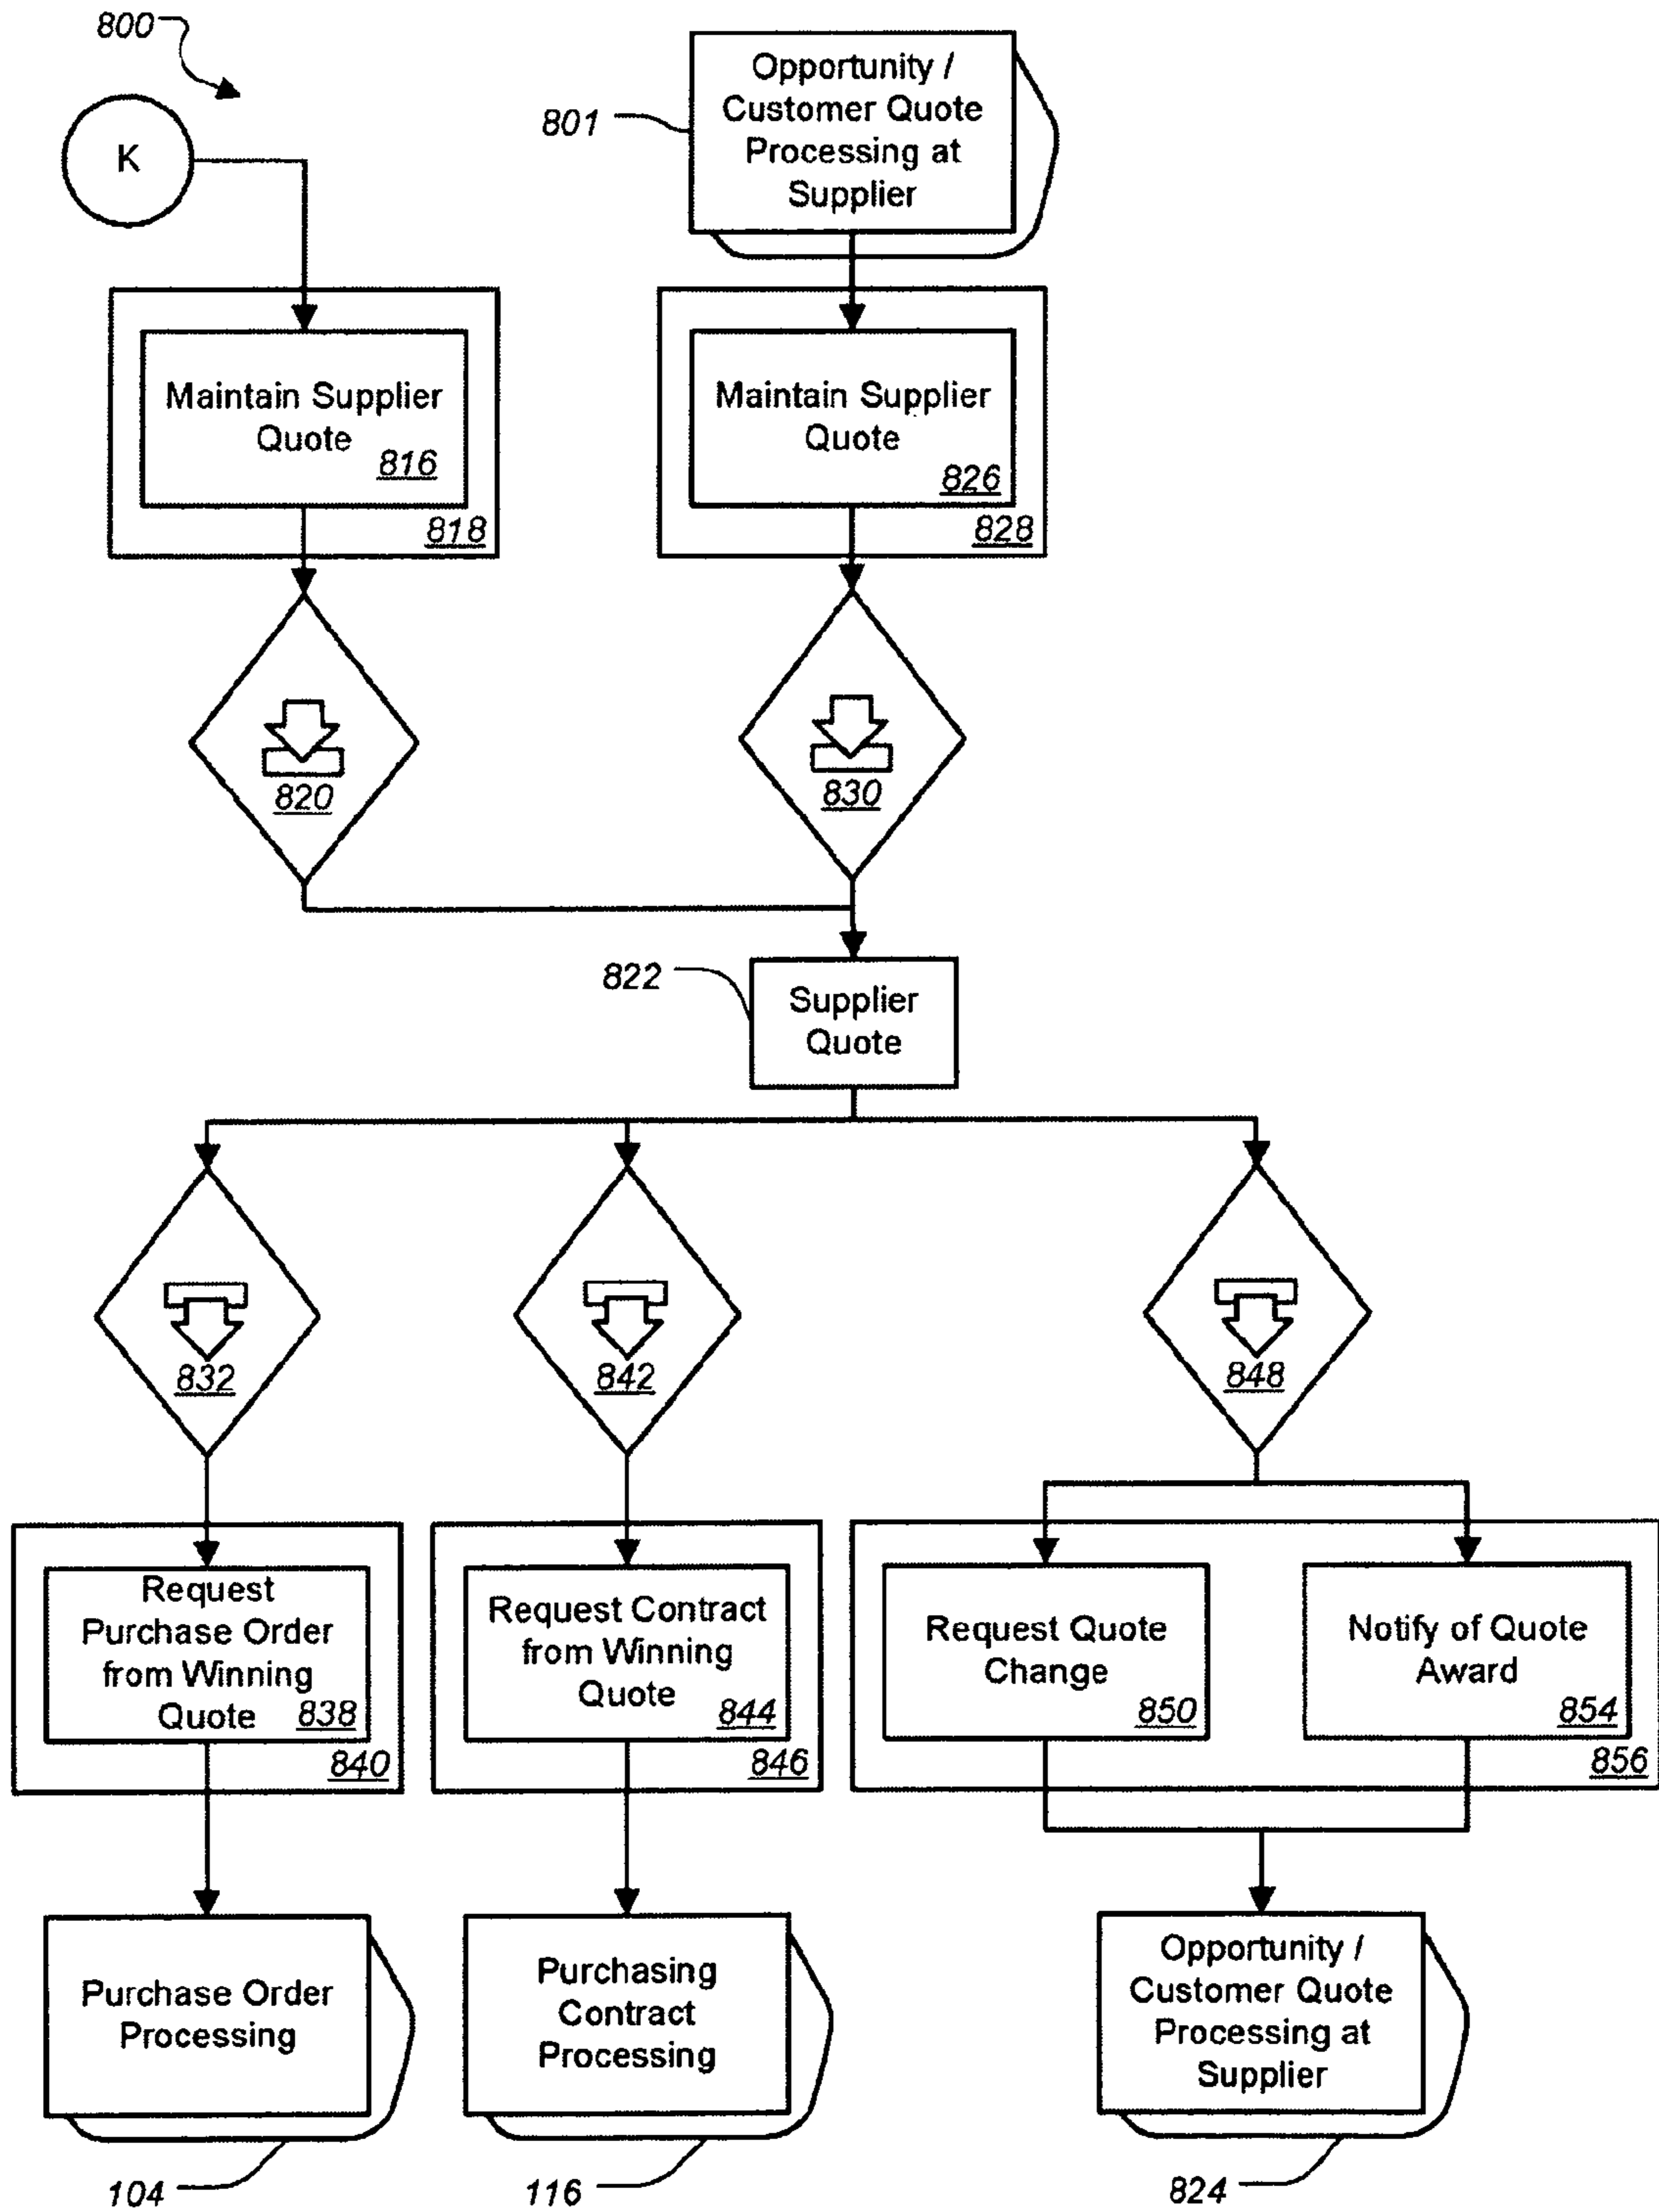 800
K
801
Opportunity /
Customer Quote
Processing at
Supplier
Maintain Supplier
Quote
816
818
Maintain Supplier
Quote
826
828
820
830
822
Supplier
Quote
832
842
848
Request
Purchase Order
from Winning
Quote
838
840
Request Contract
from Winning
Quote
844
846
Request Quote
Change
850
Notify of Quote
Award
854
856
Purchase Order
Processing
Purchasing
Contract
Processing
Opportunity /
Customer Quote
Processing at
Supplier
104
116
824